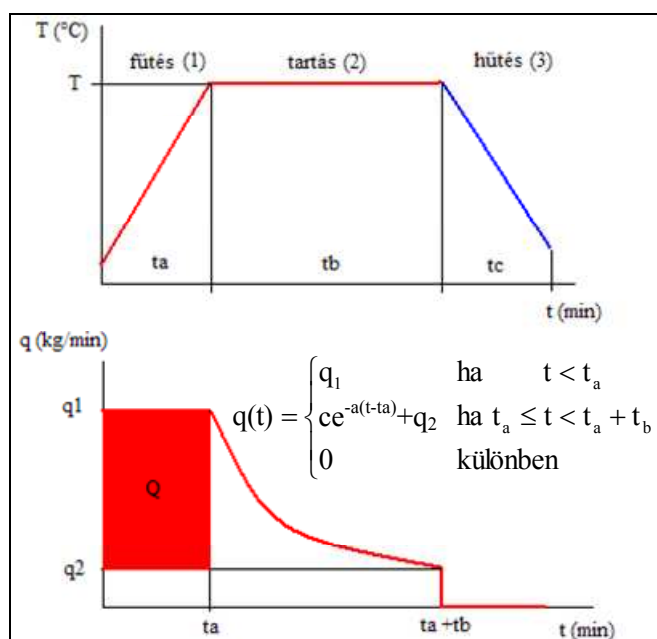 T (°C)
fűtés (1) tartás (2) hűtés (3)
T
ta tb tc
t (min)
q (kg/min)
q1
q(t) = { q₁ ha t < tₐ
ce^-a(t-ta)+q₂ ha tₐ ≤ t < tₐ + t_b
0 különben
Q
q2
ta ta +tb t (min)